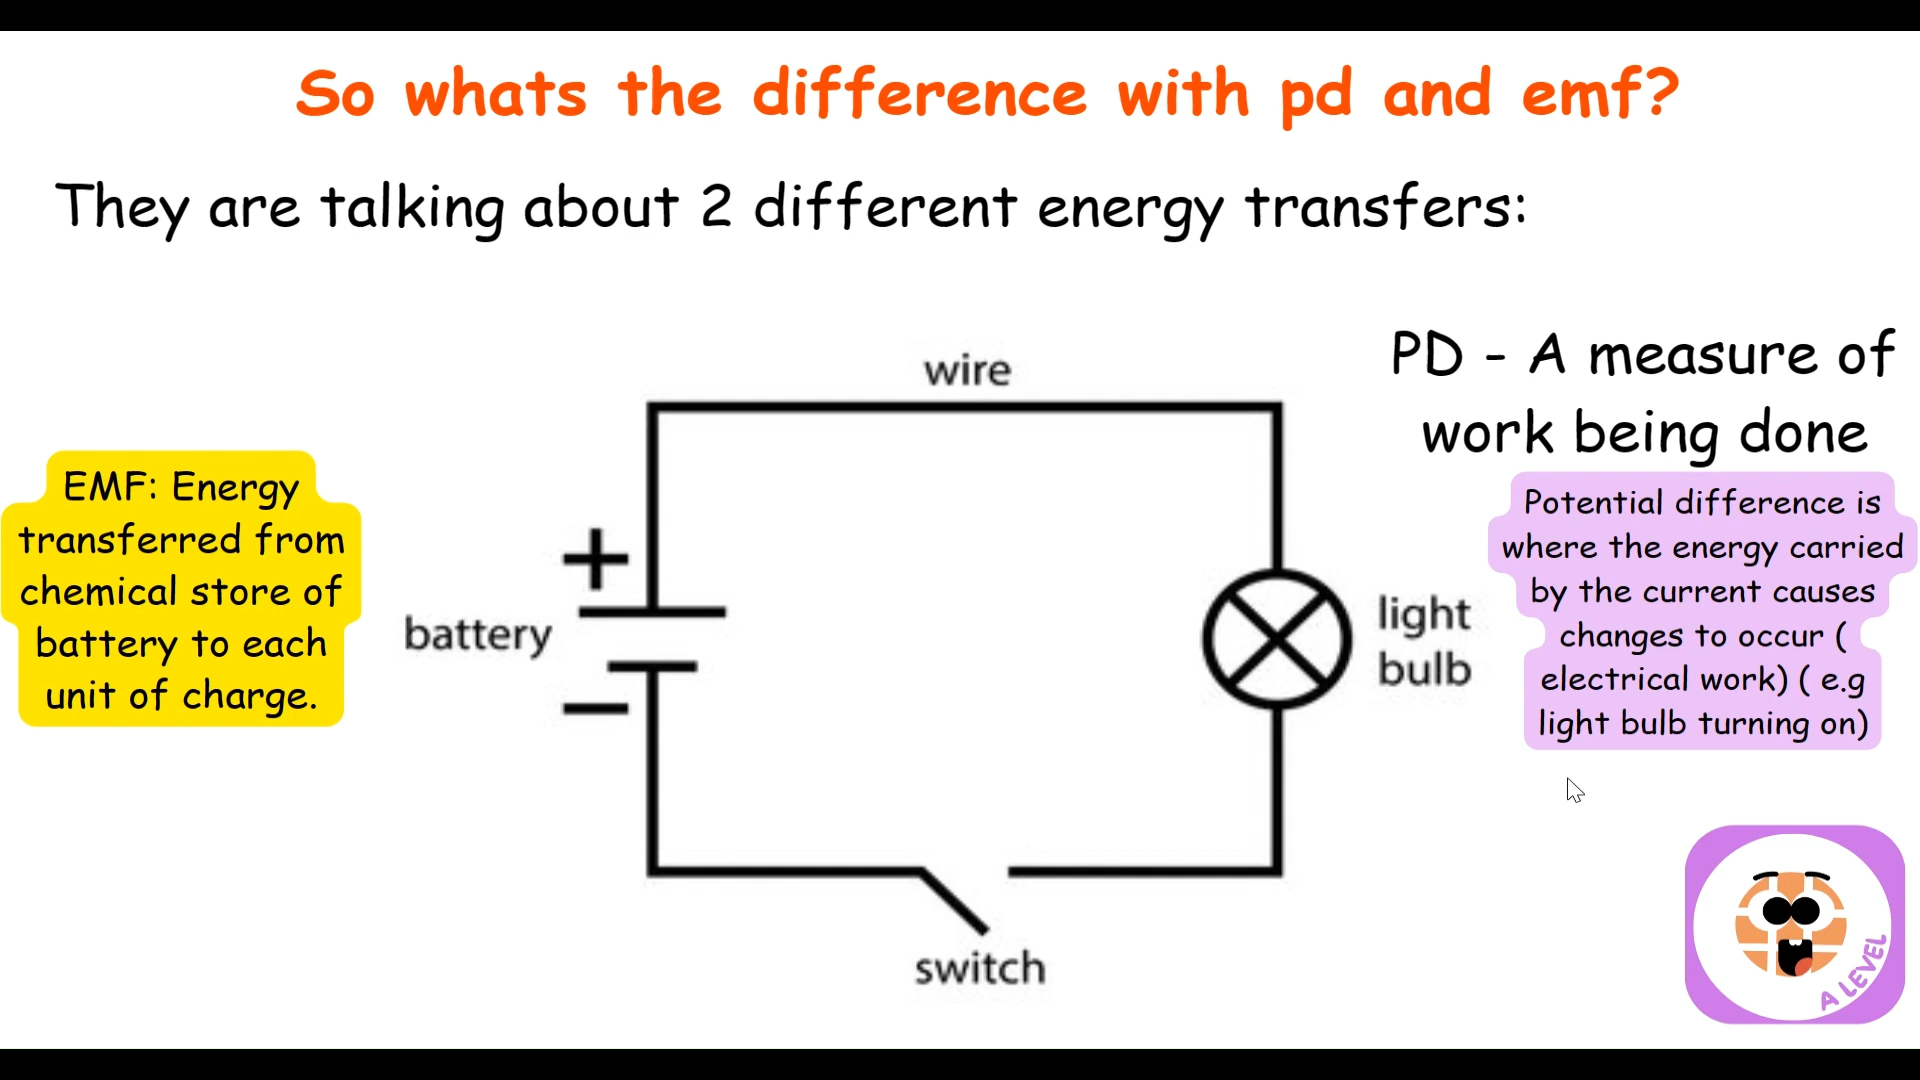 So whats the difference with pd and emf?
They are talking about 2 different energy transfers:
PD - A measure of
work being done
wire
EMF: Energy
transferred from
chemical store of
battery to each
unit of charge.
+
battery
−
light
bulb
Potential difference is
where the energy carried
by the current causes
changes to occur (
electrical work) ( e.g
light bulb turning on)
switch
A LEVEL